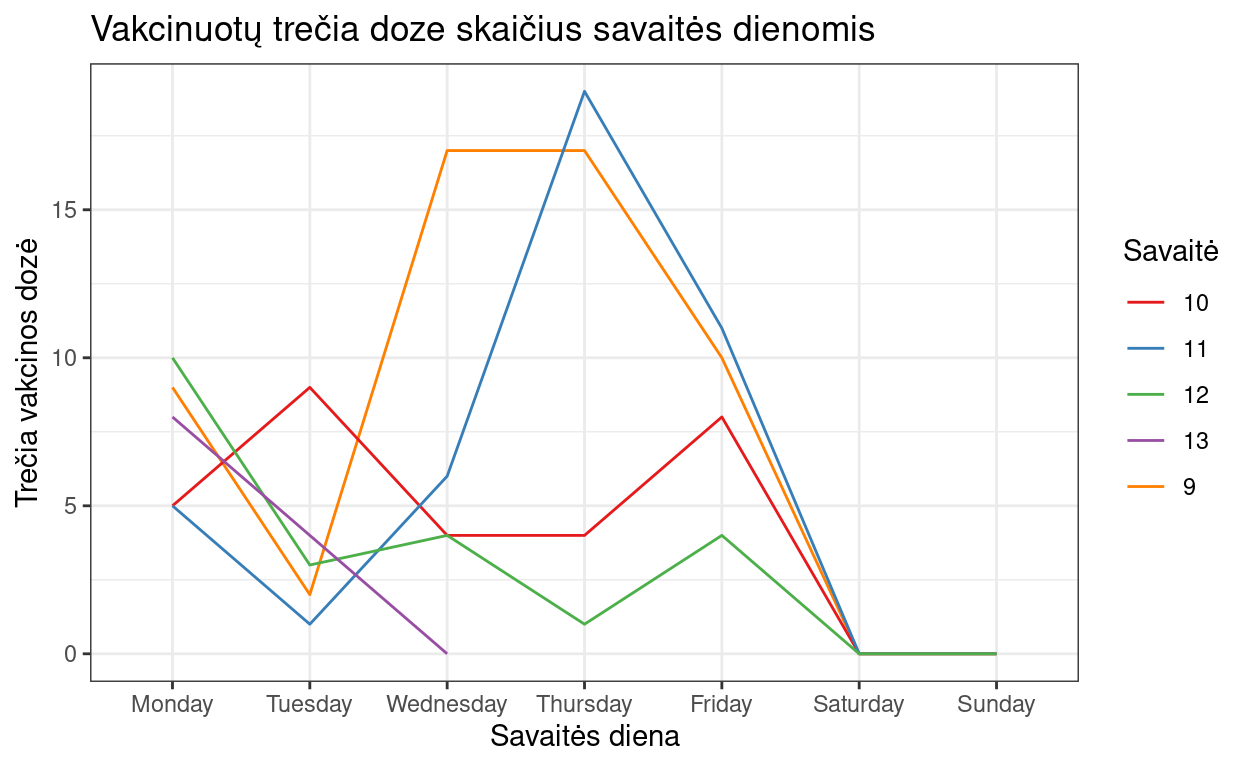 Vakcinuotų trečia doze skaičius savaitės dienomis
Trečia vakcinos dozė
15
10
5
0
Monday Tuesday Wednesday Thursday Friday Saturday Sunday
Savaitės diena
Savaitė
10
11
12
13
9